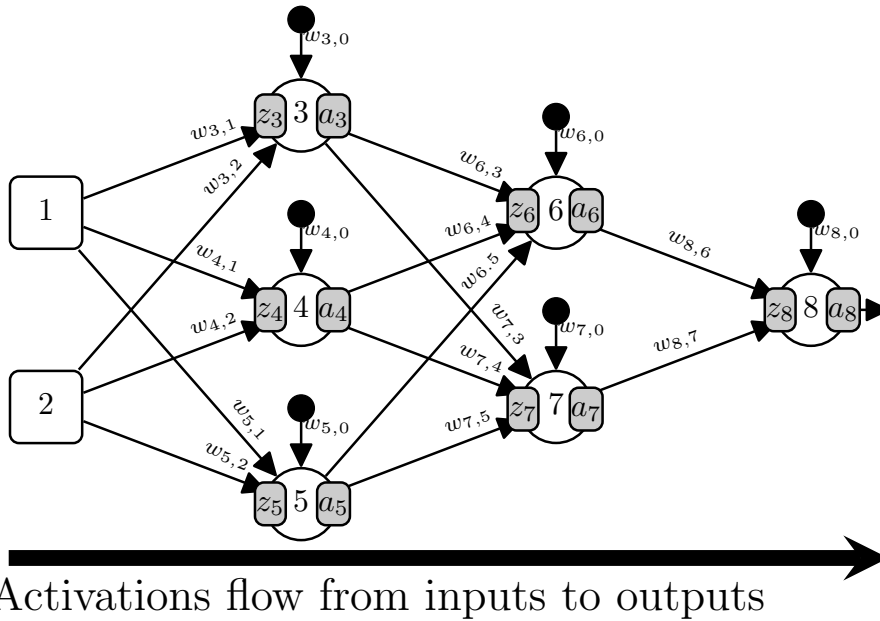 w3,0
w6,0
w3,1
z3 3 a3
w3,2
w6,3
1
w4,0
z6 6 a6
w8,0
w4,1
w6,4
w8,6
w6.5
z4 4 a4
z8 8 a8
w4,2
w7,3
w7,0
w7,4
w8,7
2
w5,1
w5,0
z7 7 a7
w5,2
w7,5
z5 5 a5
Activations flow from inputs to outputs